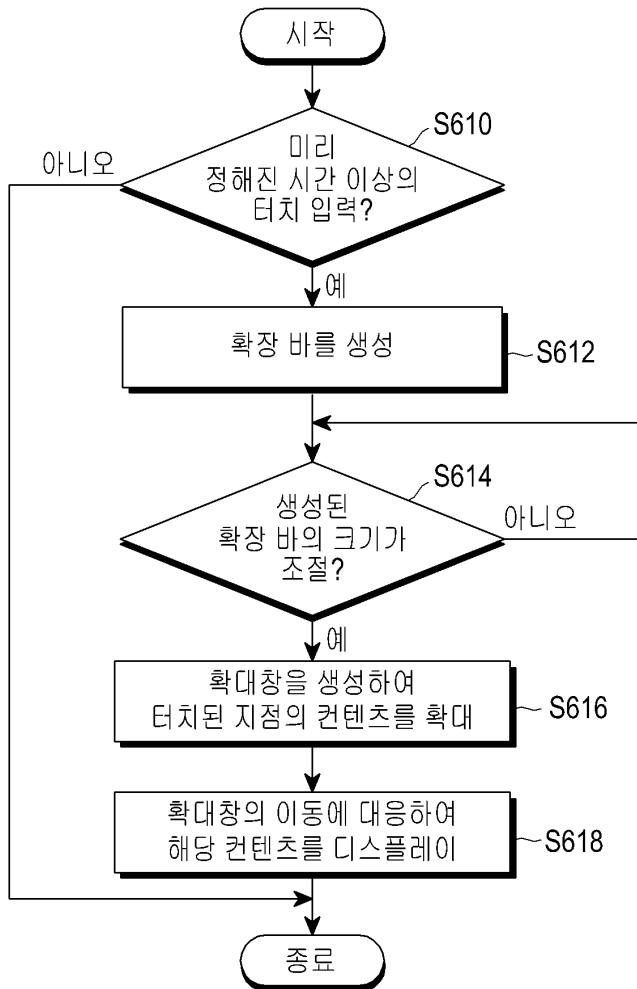 시작
S610
아니오
미리
정해진 시간 이상의
터치 입력?
예
확장 바를 생성
S612
S614
생성된
확장 바의 크기가
조절?
아니오
예
확대창을 생성하여
터치된 지점의 컨텐츠를 확대
S616
확대창의 이동에 대응하여
해당 컨텐츠를 디스플레이
S618
종료